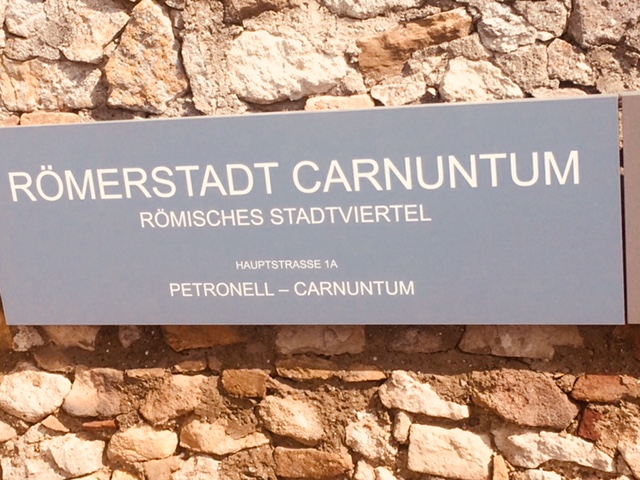 RÖMERSTADT CARNUNTUM
RÖMISCHES STADTVIERTEL
HAUPTSTRASSE 1A
PETRONELL – CARNUNTUM